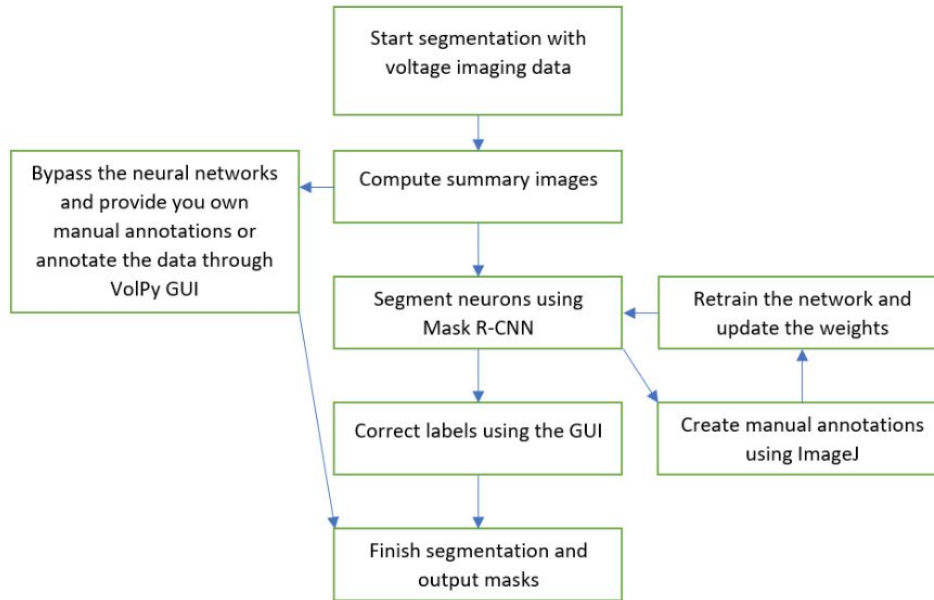 Start segmentation with
voltage imaging data
Compute summary images
Bypass the neural networks
and provide you own
manual annotations or
annotate the data through
VolPy GUI
Segment neurons using
Mask R-CNN
Retrain the network and
update the weights
Correct labels using the GUI
Create manual annotations
using ImageJ
Finish segmentation and
output masks